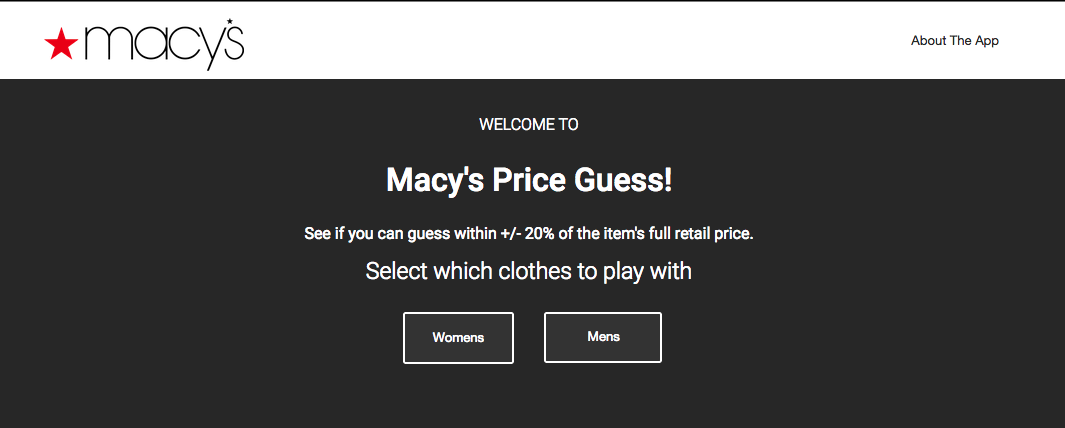 macy's
About The App
WELCOME TO
Macy's Price Guess!
See if you can guess within +/- 20% of the item's full retail price.
Select which clothes to play with
Womens
Mens